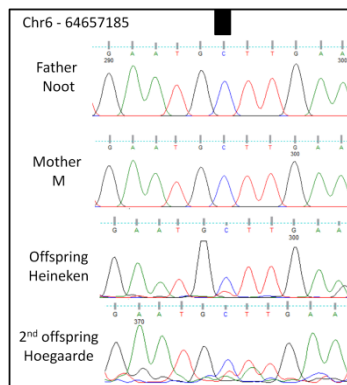 Chr6 - 64657185
G A A T G C T T G A A
290 300
Father
Noot
G A A T G C T T G A A
300
Mother
M
G A A T G C T T G A A
300
Offspring
Heineken
G A A T G C T T G A A
370
2nd offspring
Hoegaarde